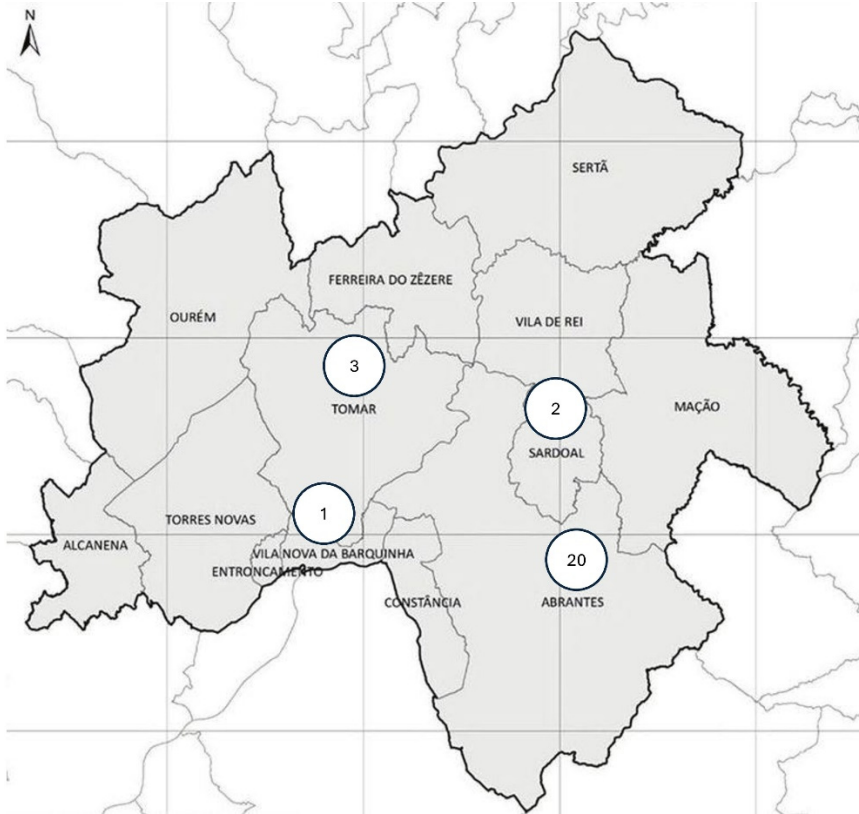 N
SERTÃ
FERREIRA DO ZÊZERE
OURÉM
VILA DE REI
3
2
TOMAR
MAÇÃO
SARDOAL
1
TORRES NOVAS
ALCANENA
VILA NOVA DA BARQUINHA
20
ENTRONCAMENTO
CONSTÂNCIA
ABRANTES